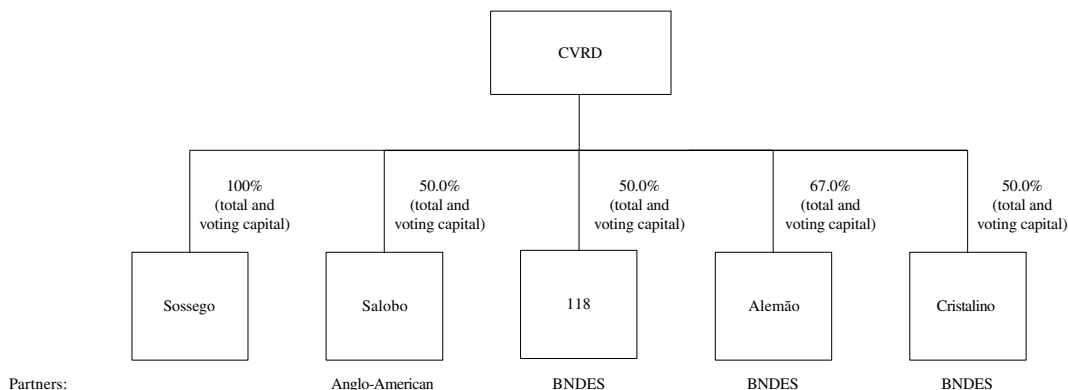 CVRD
100%
(total and
voting capital)
50.0%
(total and
voting capital)
50.0%
(total and
voting capital)
67.0%
(total and
voting capital)
50.0%
(total and
voting capital)
Sossego
Salobo
118
Alemão
Cristalino
Partners:
Anglo-American
BNDES
BNDES
BNDES